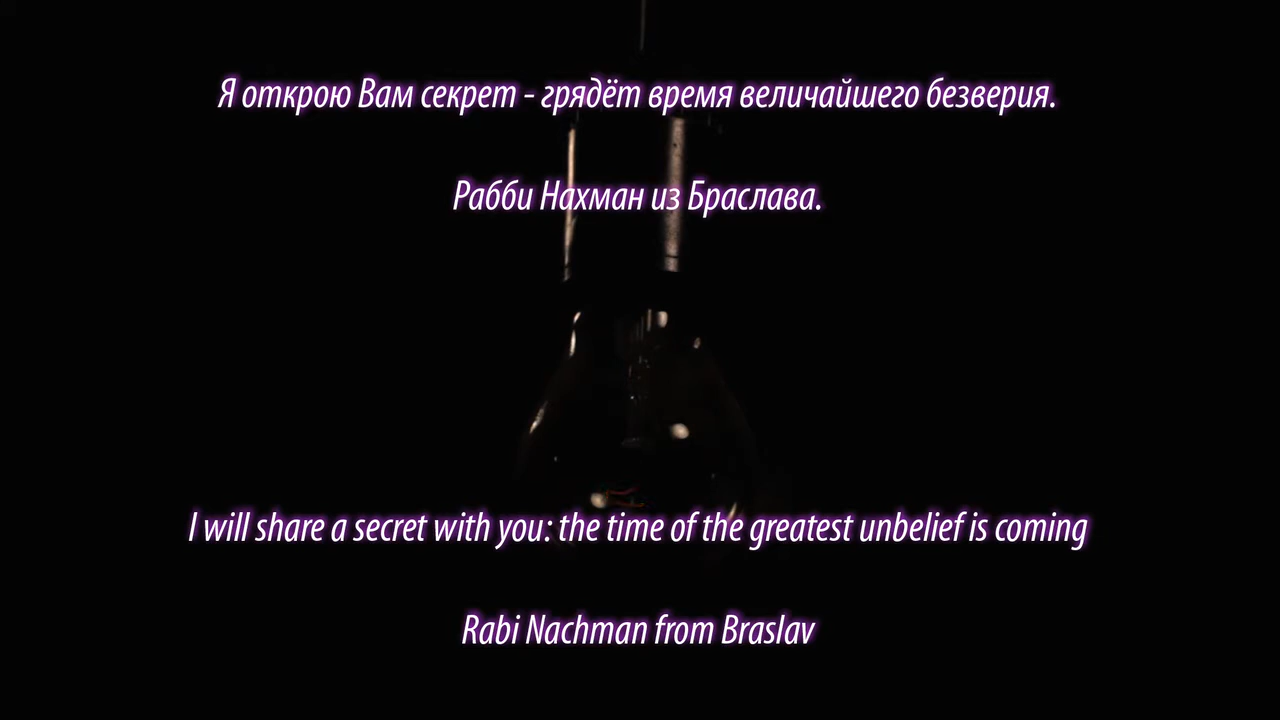 Я открою Вам секрет - грядёт время величайшего безверия.
Рабби Нахман из Браслава.
I will share a secret with you: the time of the greatest unbelief is coming
Rabi Nachman from Braslav